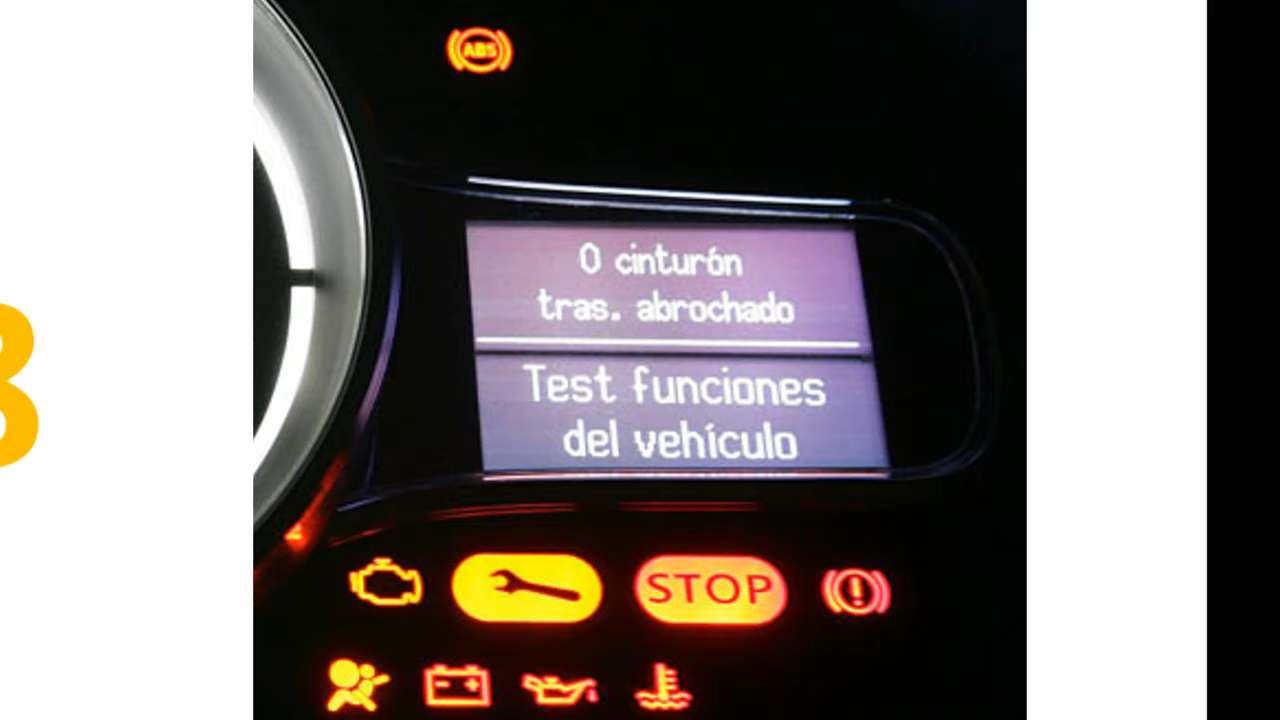 ABS
0 cinturón
tras. abrochado
Test funciones
del vehículo
STOP